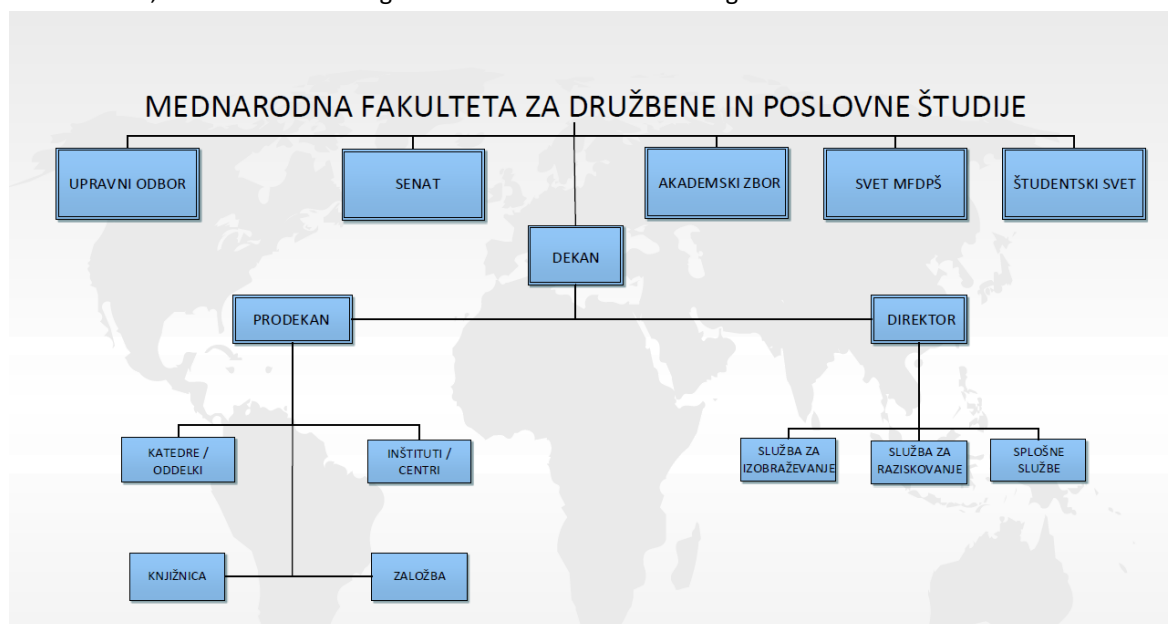 MEDNARODNA FAKULTETA ZA DRUŽBENE IN POSLOVNE ŠTUDIJE
UPRAVNI ODBOR
SENAT
AKADEMSKI ZBOR
SVET MFDPŠ
ŠTUDENTSKI SVET
DEKAN
PRODEKAN
DIREKTOR
KATEDRE /
ODDELKI
INŠTITUTI /
CENTRI
SLUŽBA ZA
IZOBRAŽEVANJE
SLUŽBA ZA
RAZISKOVANJE
SPLOŠNE
SLUŽBE
KNJIŽNICA
ZALOŽBA